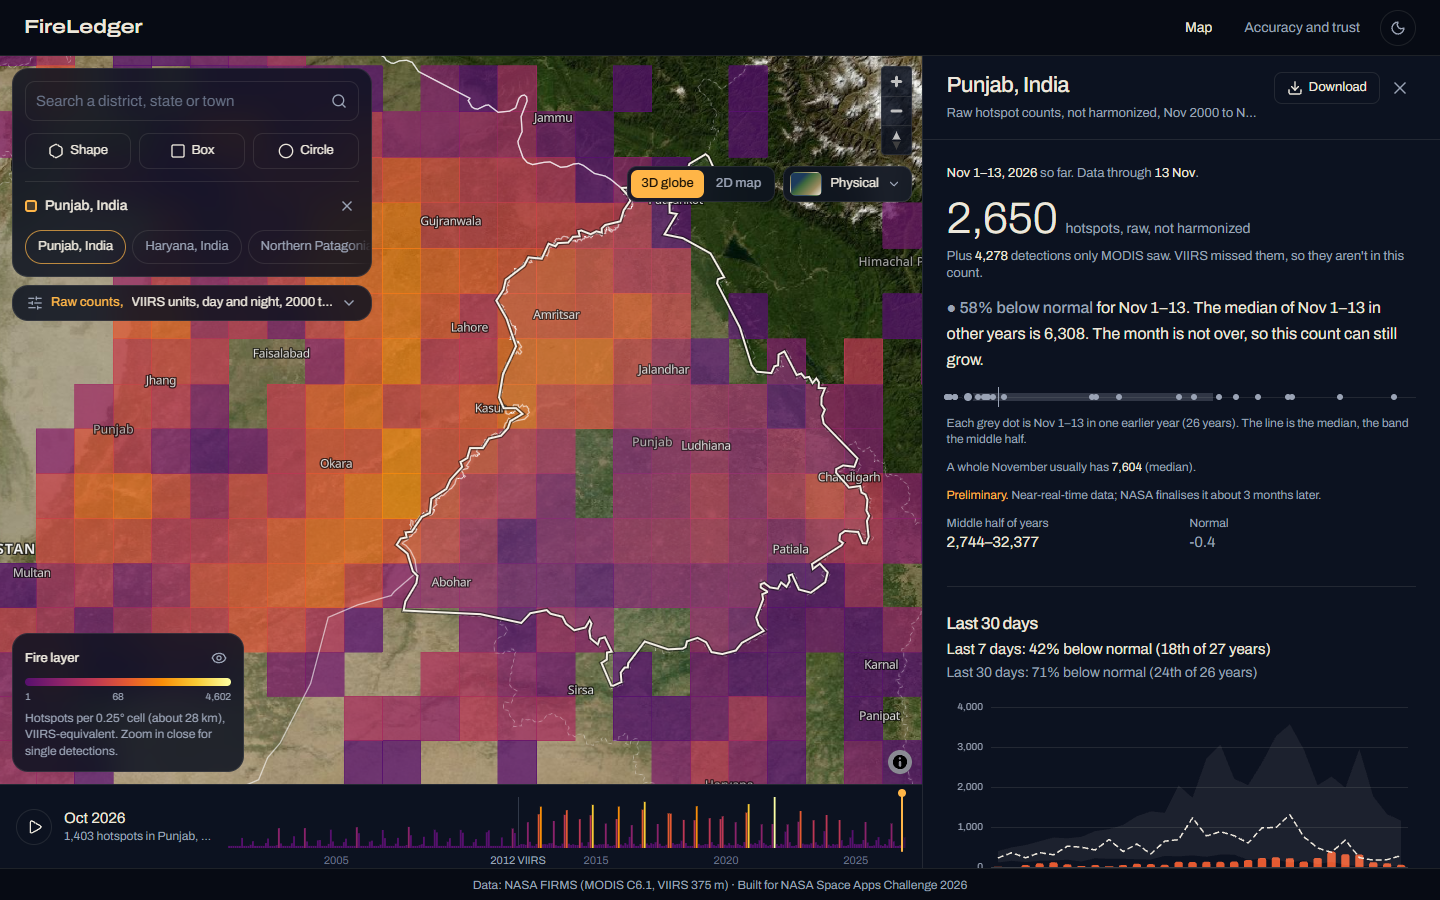 FireLedger
Map
Accuracy and trust
Search a district, state or town
Shape
Box
Circle
Punjab, India
Punjab, India
Haryana, India
Northern Patagoni
Raw counts, VIIRS units, day and night, 2000 t...
3D globe
2D map
Physical
Jammu
Gujranwala
Himachal P
Lahore
Amritsar
Faisalabad
Jalandhar
Jhang
Kasur
Punjab
Punjab
Ludhiana
Okara
Chandigarh
STAN
Patiala
Multan
Abohar
Karnal
Sirsa
Panipat
Fire layer
1
68
4,602
Hotspots per 0.25° cell (about 28 km),
VIIRS-equivalent. Zoom in close for
single detections.
Oct 2026
1,403 hotspots in Punjab, ...
2005
2012 VIIRS
2015
2020
2025
Punjab, India
Raw hotspot counts, not harmonized, Nov 2000 to N...
Download
Nov 1–13, 2026 so far. Data through 13 Nov.
2,650 hotspots, raw, not harmonized
Plus 4,278 detections only MODIS saw. VIIRS missed them, so they aren't in this
count.
● 58% below normal for Nov 1–13. The median of Nov 1–13 in
other years is 6,308. The month is not over, so this count can still
grow.
Each grey dot is Nov 1–13 in one earlier year (26 years). The line is the median, the band
the middle half.
A whole November usually has 7,604 (median).
Preliminary. Near-real-time data; NASA finalises it about 3 months later.
Middle half of years
2,744–32,377
Normal
-0.4
Last 30 days
Last 7 days: 42% below normal (18th of 27 years)
Last 30 days: 71% below normal (24th of 26 years)
4,000
3,000
2,000
1,000
0
Data: NASA FIRMS (MODIS C6.1, VIIRS 375 m) · Built for NASA Space Apps Challenge 2026